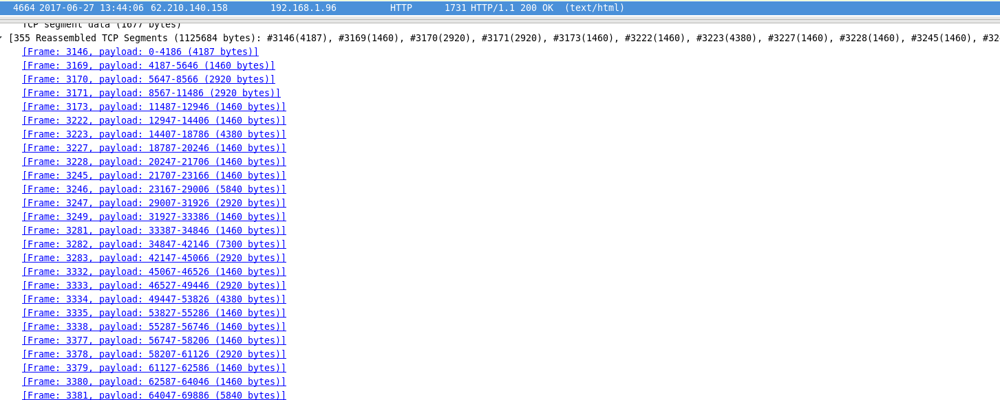 4664 2017-06-27 13:44:06 62.210.140.158 192.168.1.96 HTTP 1731 HTTP/1.1 200 OK (text/html)
TCP segment data (1677 bytes)
[355 Reassembled TCP Segments (1125684 bytes): #3146(4187), #3169(1460), #3170(2920), #3171(2920), #3173(1460), #3222(1460), #3223(4380), #3227(1460), #3228(1460), #3245(1460), #32
[Frame: 3146, payload: 0-4186 (4187 bytes)]
[Frame: 3169, payload: 4187-5646 (1460 bytes)]
[Frame: 3170, payload: 5647-8566 (2920 bytes)]
[Frame: 3171, payload: 8567-11486 (2920 bytes)]
[Frame: 3173, payload: 11487-12946 (1460 bytes)]
[Frame: 3222, payload: 12947-14406 (1460 bytes)]
[Frame: 3223, payload: 14407-18786 (4380 bytes)]
[Frame: 3227, payload: 18787-20246 (1460 bytes)]
[Frame: 3228, payload: 20247-21706 (1460 bytes)]
[Frame: 3245, payload: 21707-23166 (1460 bytes)]
[Frame: 3246, payload: 23167-29006 (5840 bytes)]
[Frame: 3247, payload: 29007-31926 (2920 bytes)]
[Frame: 3249, payload: 31927-33386 (1460 bytes)]
[Frame: 3281, payload: 33387-34846 (1460 bytes)]
[Frame: 3282, payload: 34847-42146 (7300 bytes)]
[Frame: 3283, payload: 42147-45066 (2920 bytes)]
[Frame: 3332, payload: 45067-46526 (1460 bytes)]
[Frame: 3333, payload: 46527-49446 (2920 bytes)]
[Frame: 3334, payload: 49447-53826 (4380 bytes)]
[Frame: 3335, payload: 53827-55286 (1460 bytes)]
[Frame: 3338, payload: 55287-56746 (1460 bytes)]
[Frame: 3377, payload: 56747-58206 (1460 bytes)]
[Frame: 3378, payload: 58207-61126 (2920 bytes)]
[Frame: 3379, payload: 61127-62586 (1460 bytes)]
[Frame: 3380, payload: 62587-64046 (1460 bytes)]
[Frame: 3381, payload: 64047-69886 (5840 bytes)]